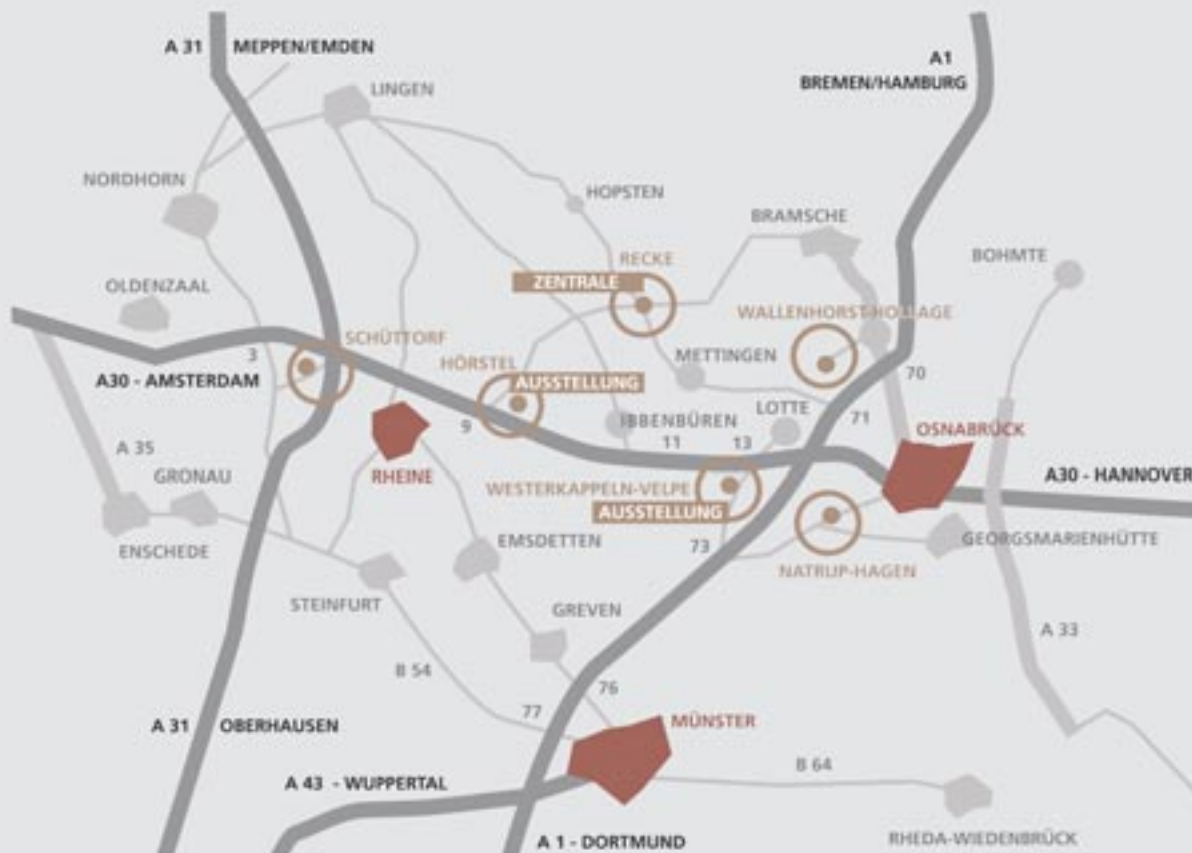 A 31 MEPPEN/EMDEN
A1
BREMEN/HAMBURG
LINGEN
NORDHORN
HOPSTEN
BRAMSCHE
RECKE
BOHMTE
ZENTRALE
OLDENZAAL
WALLENHORST-HOLLAGE
SCHÜTTORF
3
HÖRSTEL
METTINGEN
A30 - AMSTERDAM
AUSSTELLUNG
70
LOTTE
71
IBBENBÜREN
9
OSNABRÜCK
11
13
A 35
RHEINE
GRONAU
A30 - HANNOVER
WESTERKAPPELN-VELPE
AUSSTELLUNG
ENSCHEDE
EMSDETTEN
73
GEORGSMARIENHÜTTE
NATRUP-HAGEN
STEINFURT
GREVEN
A 33
B 54
76
77
A 31 OBERHAUSEN
MÜNSTER
B 64
A 43 - WUPPERTAL
A 1 - DORTMUND
RHEDA-WIEDENBRÜCK